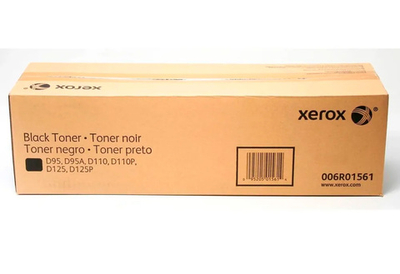 xerox
xerox
Black Toner • Toner noir
Toner negro • Toner preto
D95, D95A, D110, D110P,
D125, D125P
006R01561
www.xerox.com